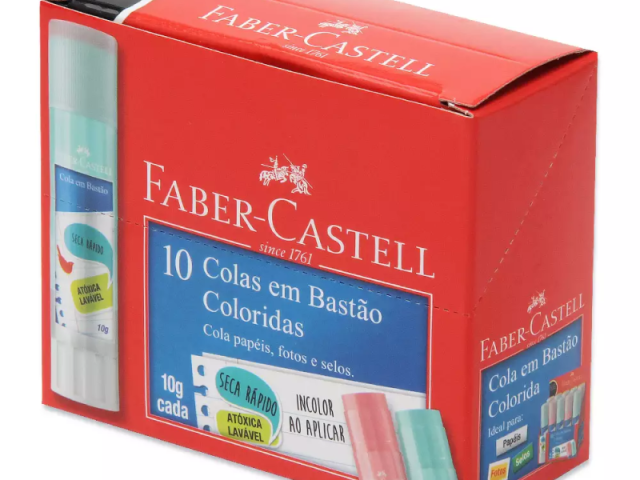 FABER-CASTELL
since 1761
FABER-CASTELL
Cola em Bastão
SECA RÁPIDO
ATÓXICA
LAVÁVEL
10g
FABER-CASTELL
since 1761
10 Colas em Bastão
Coloridas
Cola papéis, fotos e selos.
10g
cada
SECA RÁPIDO
ATÓXICA
LAVÁVEL
INCOLOR
AO APLICAR
FABER-CASTELL
Cola em Bastão
Colorida
Ideal para:
Papéis
Fotos
Selos